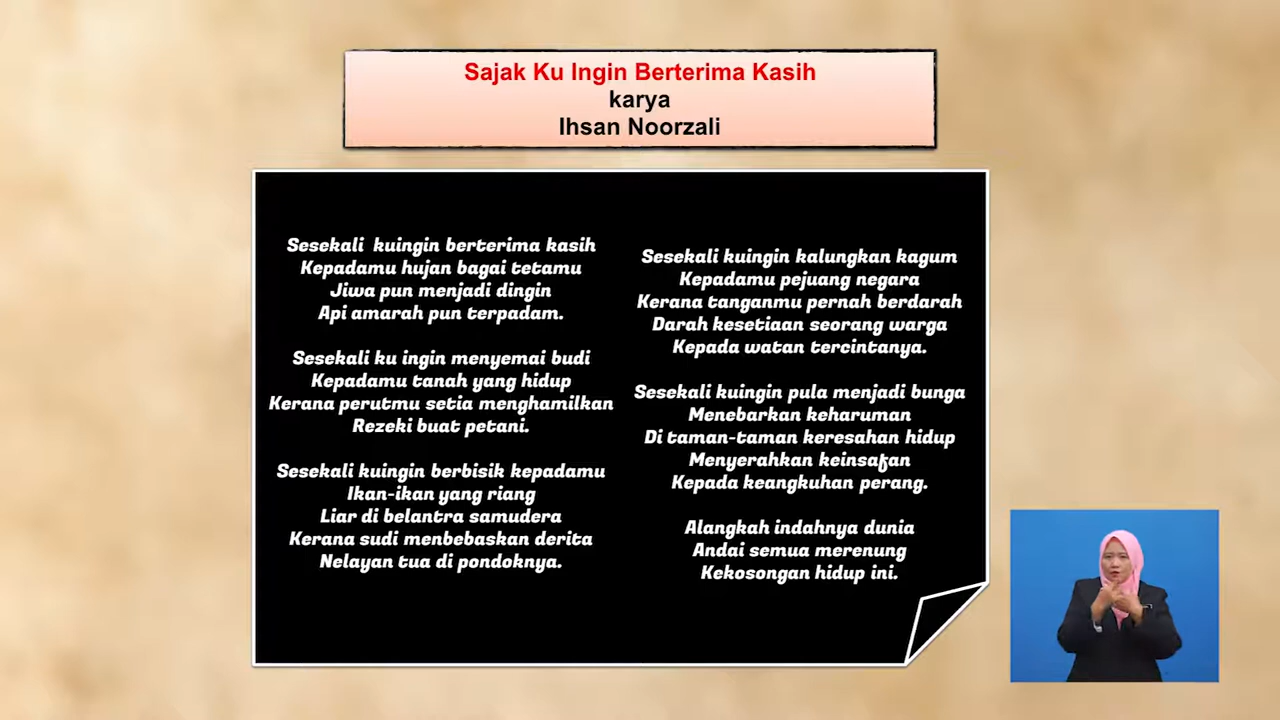 Sajak Ku Ingin Berterima Kasih
karya
Ihsan Noorzali
Sesekali kuingin berterima kasih
Kepadamu hujan bagai tetamu
Jiwa pun menjadi dingin
Api amarah pun terpadam.
Sesekali ku ingin menyemai budi
Kepadamu tanah yang hidup
Kerana perutmu setia menghamilkan
Rezeki buat petani.
Sesekali kuingin berbisik kepadamu
Ikan-ikan yang riang
Liar di belantra samudera
Kerana sudi menbebaskan derita
Nelayan tua di pondoknya.
Sesekali kuingin kalungkan kagum
Kepadamu pejuang negara
Kerana tanganmu pernah berdarah
Darah kesetiaan seorang warga
Kepada watan tercintanya.
Sesekali kuingin pula menjadi bunga
Menebarkan keharuman
Di taman-taman keresahan hidup
Menyerahkan keinsafan
Kepada keangkuhan perang.
Alangkah indahnya dunia
Andai semua merenung
Kekosongan hidup ini.